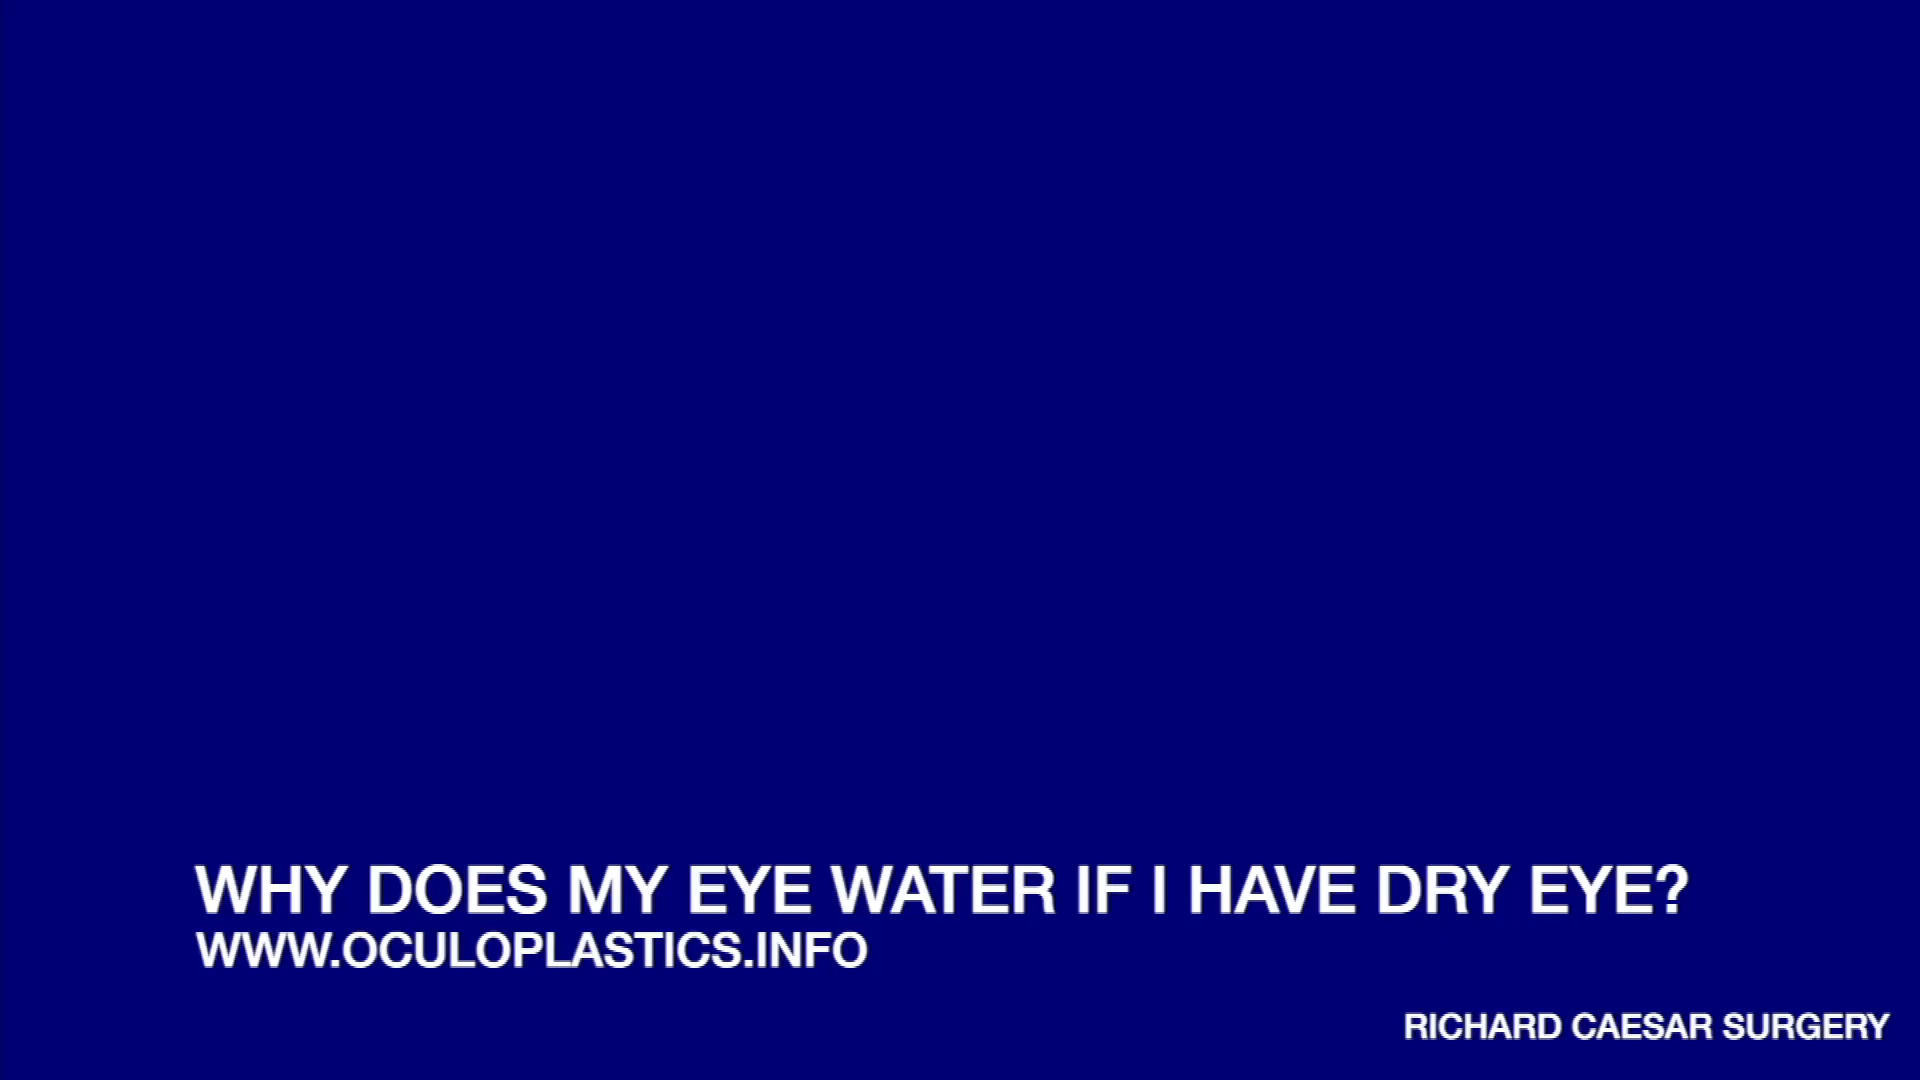 WHY DOES MY EYE WATER IF I HAVE DRY EYE?
WWW.OCULOPLASTICS.INFO
RICHARD CAESAR SURGERY